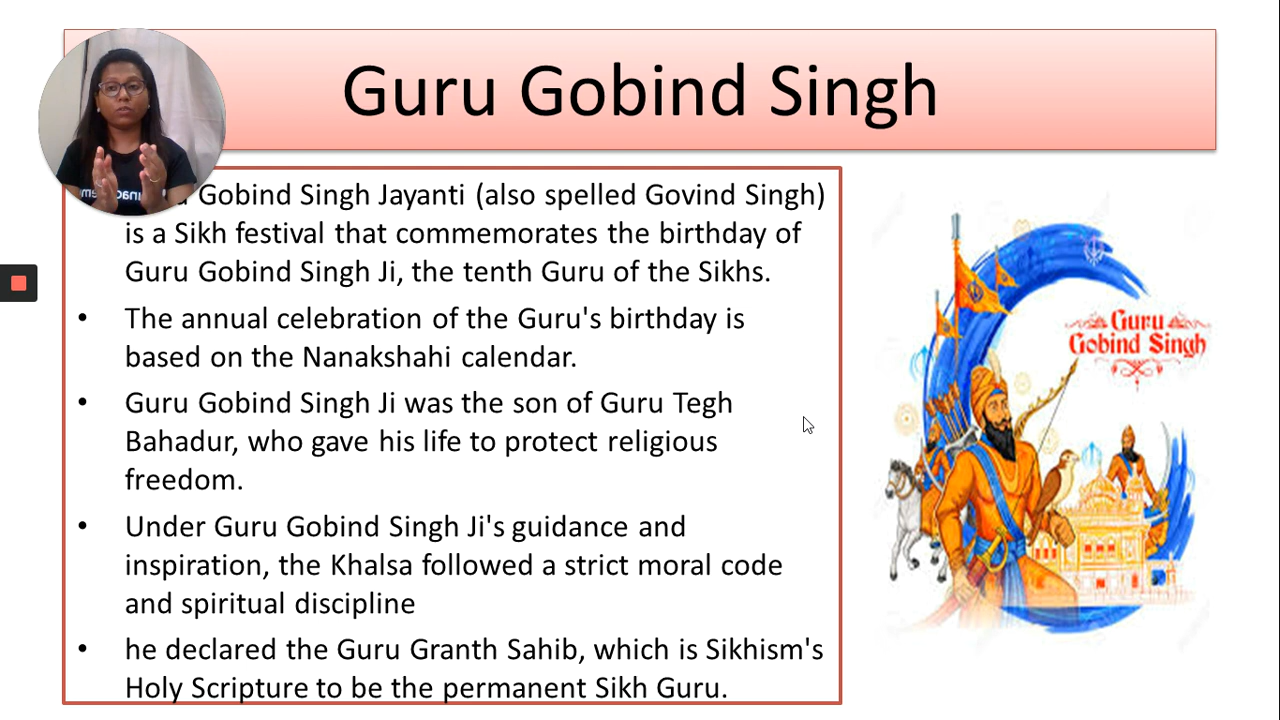 Guru Gobind Singh
Gobind Singh Jayanti (also spelled Govind Singh)
is a Sikh festival that commemorates the birthday of
Guru Gobind Singh Ji, the tenth Guru of the Sikhs.
• The annual celebration of the Guru's birthday is
based on the Nanakshahi calendar.
• Guru Gobind Singh Ji was the son of Guru Tegh
Bahadur, who gave his life to protect religious
freedom.
• Under Guru Gobind Singh Ji's guidance and
inspiration, the Khalsa followed a strict moral code
and spiritual discipline
• he declared the Guru Granth Sahib, which is Sikhism's
Holy Scripture to be the permanent Sikh Guru.
Guru
Gobind Singh